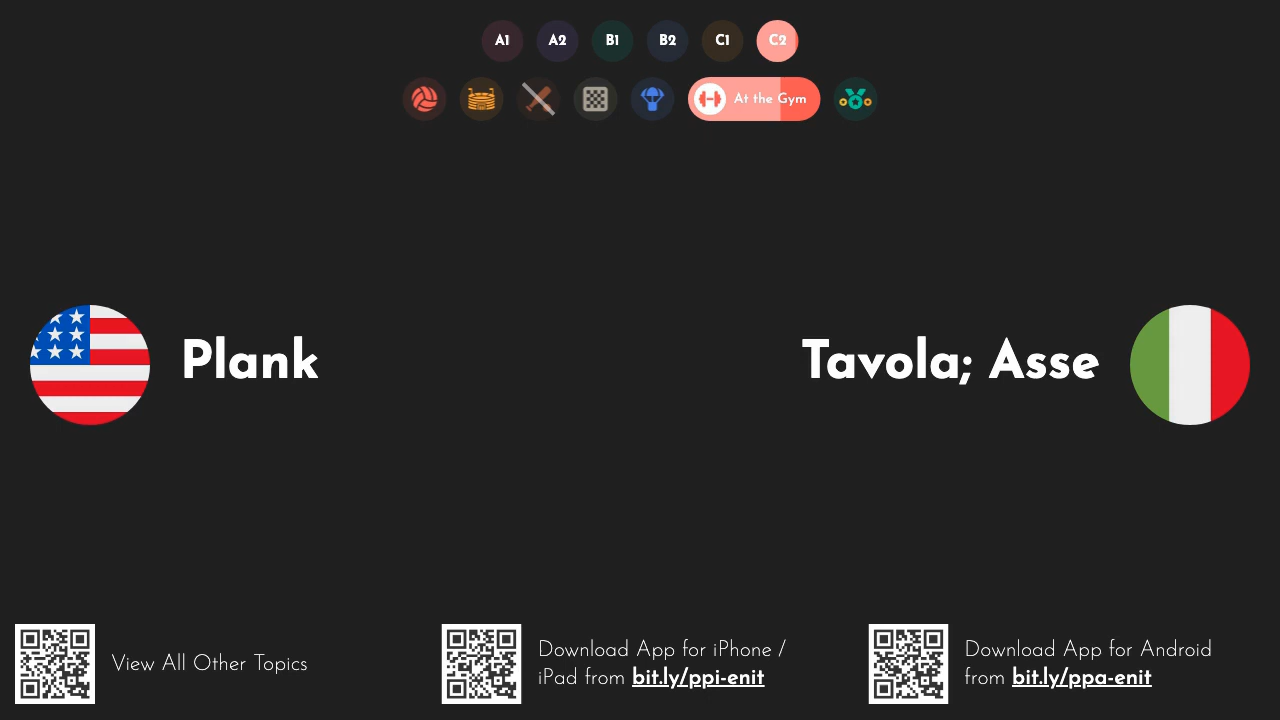 A1 A2 B1 B2 C1 C2
At the Gym
Plank
Tavola; Asse
View All Other Topics
Download App for iPhone /
iPad from bit.ly/ppi-enit
Download App for Android
from bit.ly/ppa-enit